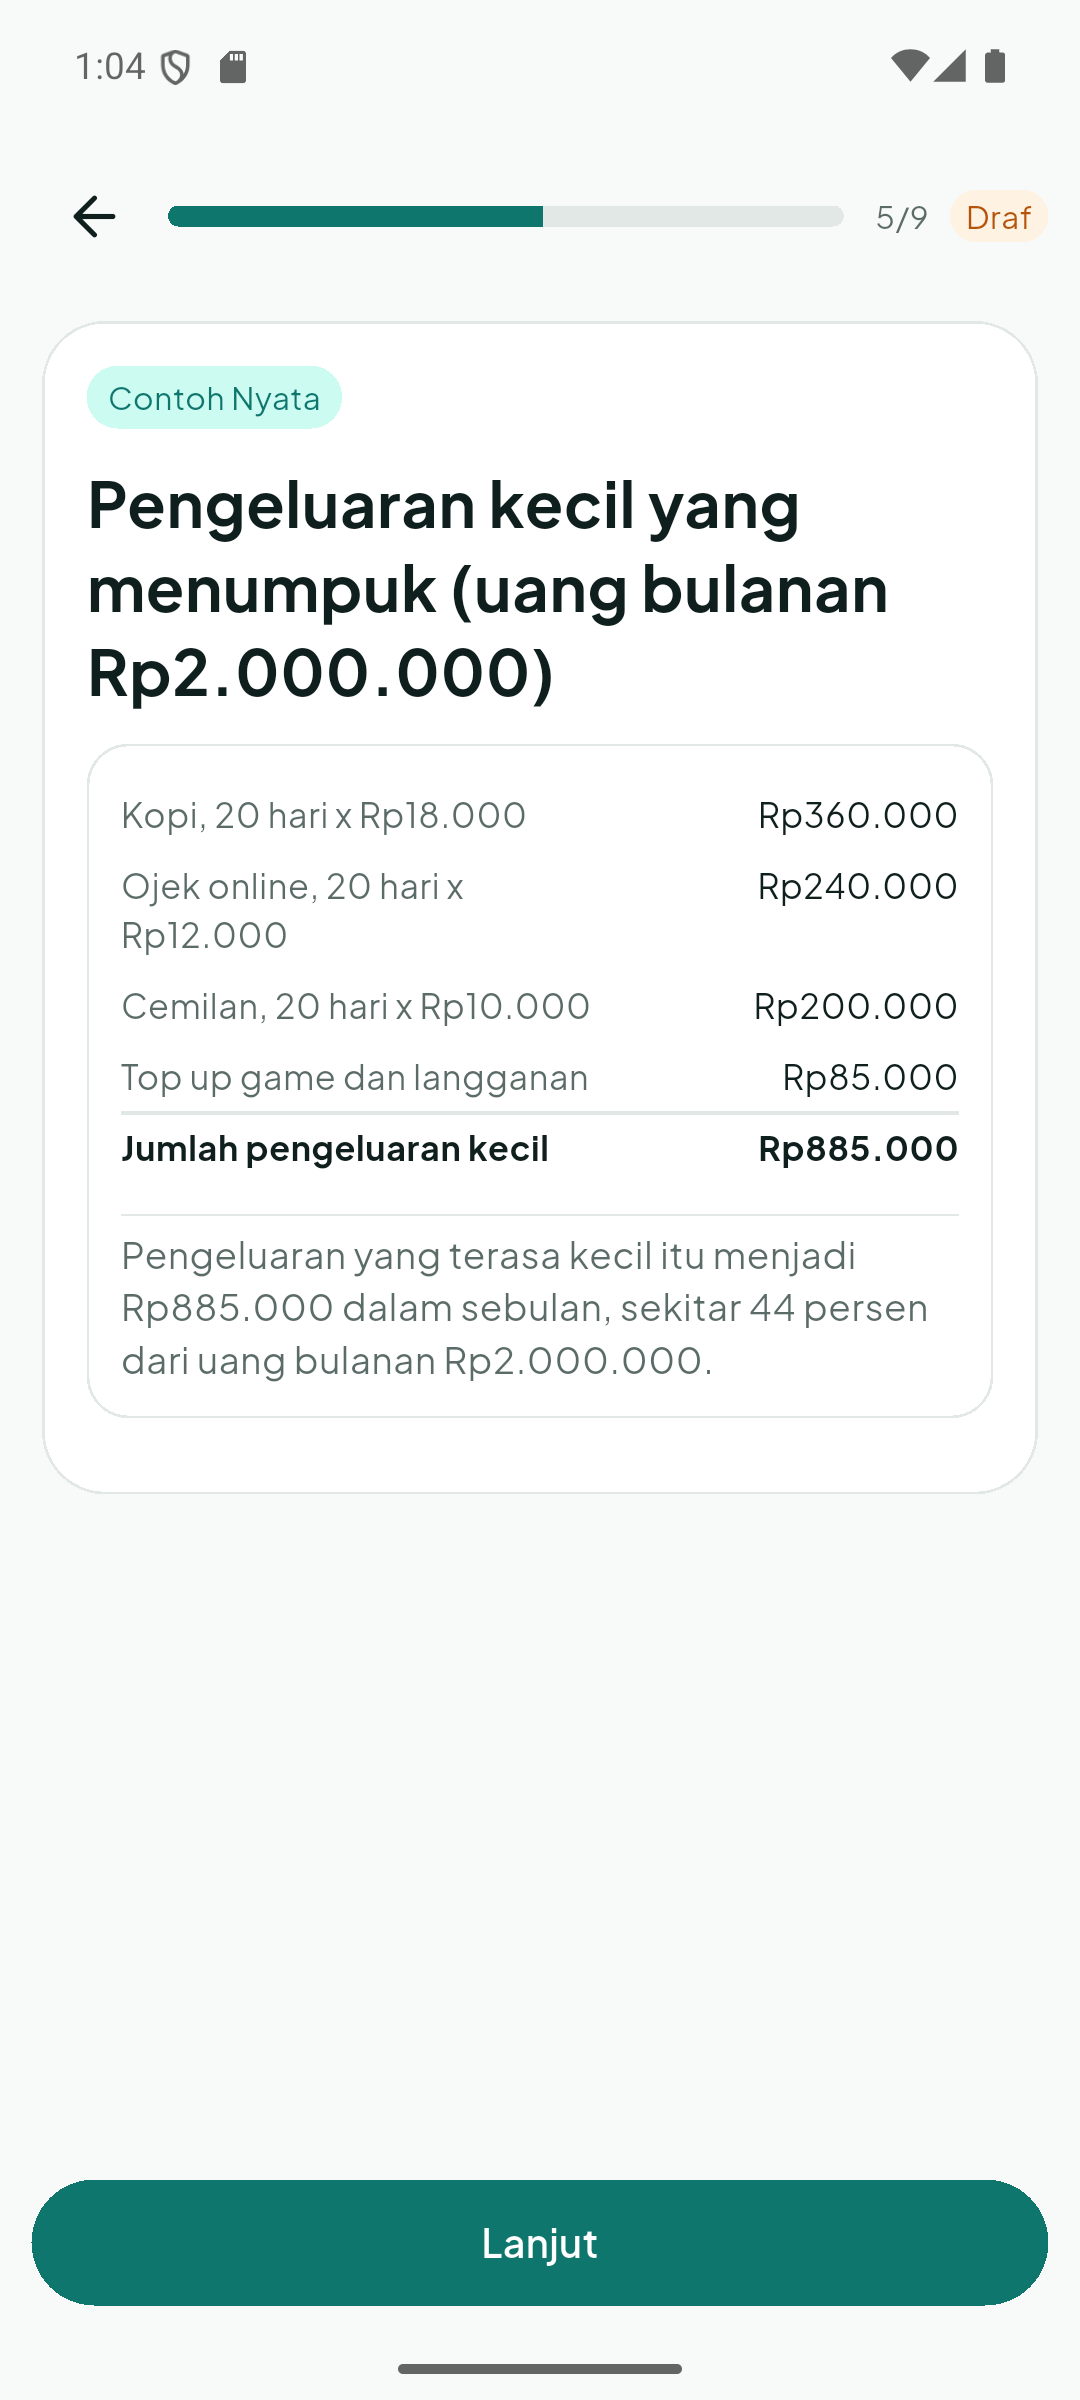 1:04
5/9
Draf
Contoh Nyata
Pengeluaran kecil yang
menumpuk (uang bulanan
Rp2.000.000)
Kopi, 20 hari x Rp18.000 Rp360.000
Ojek online, 20 hari x Rp240.000
Rp12.000
Cemilan, 20 hari x Rp10.000 Rp200.000
Top up game dan langganan Rp85.000
Jumlah pengeluaran kecil Rp885.000
Pengeluaran yang terasa kecil itu menjadi
Rp885.000 dalam sebulan, sekitar 44 persen
dari uang bulanan Rp2.000.000.
Lanjut